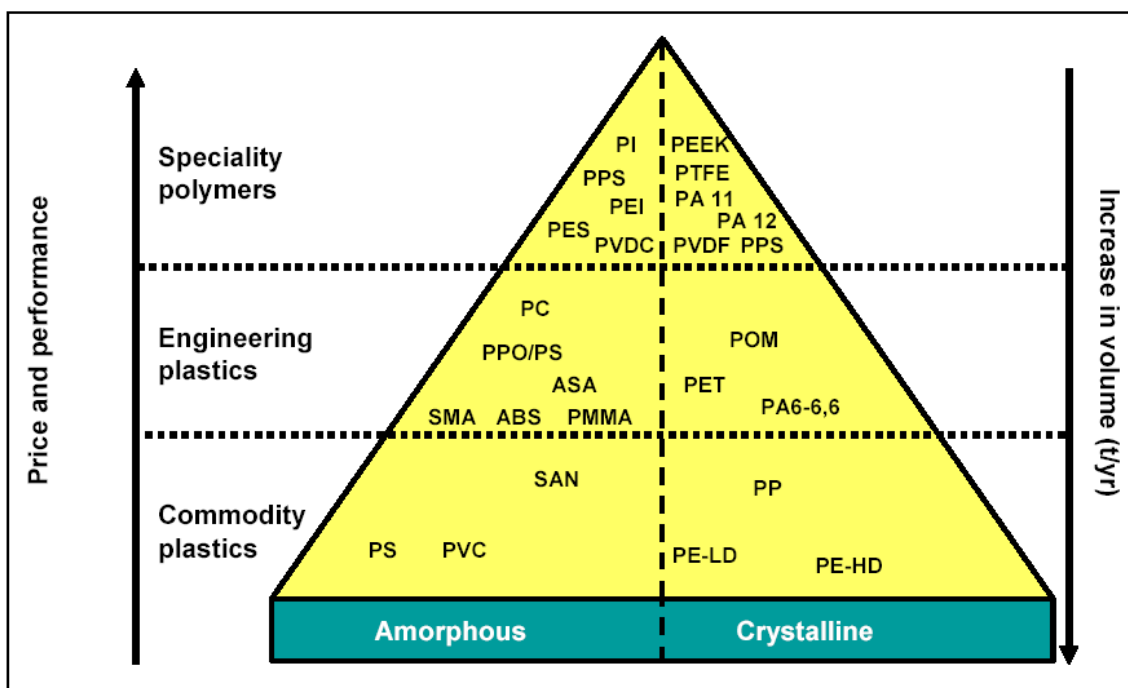 Price and performance
Speciality
polymers
PI
PEEK
PPS
PTFE
PEI
PA 11
PES
PA 12
PVDC
PVDF
PPS
Engineering
plastics
PC
PPO/PS
POM
ASA
PET
SMA
ABS
PMMA
PA6-6,6
Commodity
plastics
SAN
PP
PS
PVC
PE-LD
PE-HD
Amorphous
Crystalline
Increase in volume (t/yr)